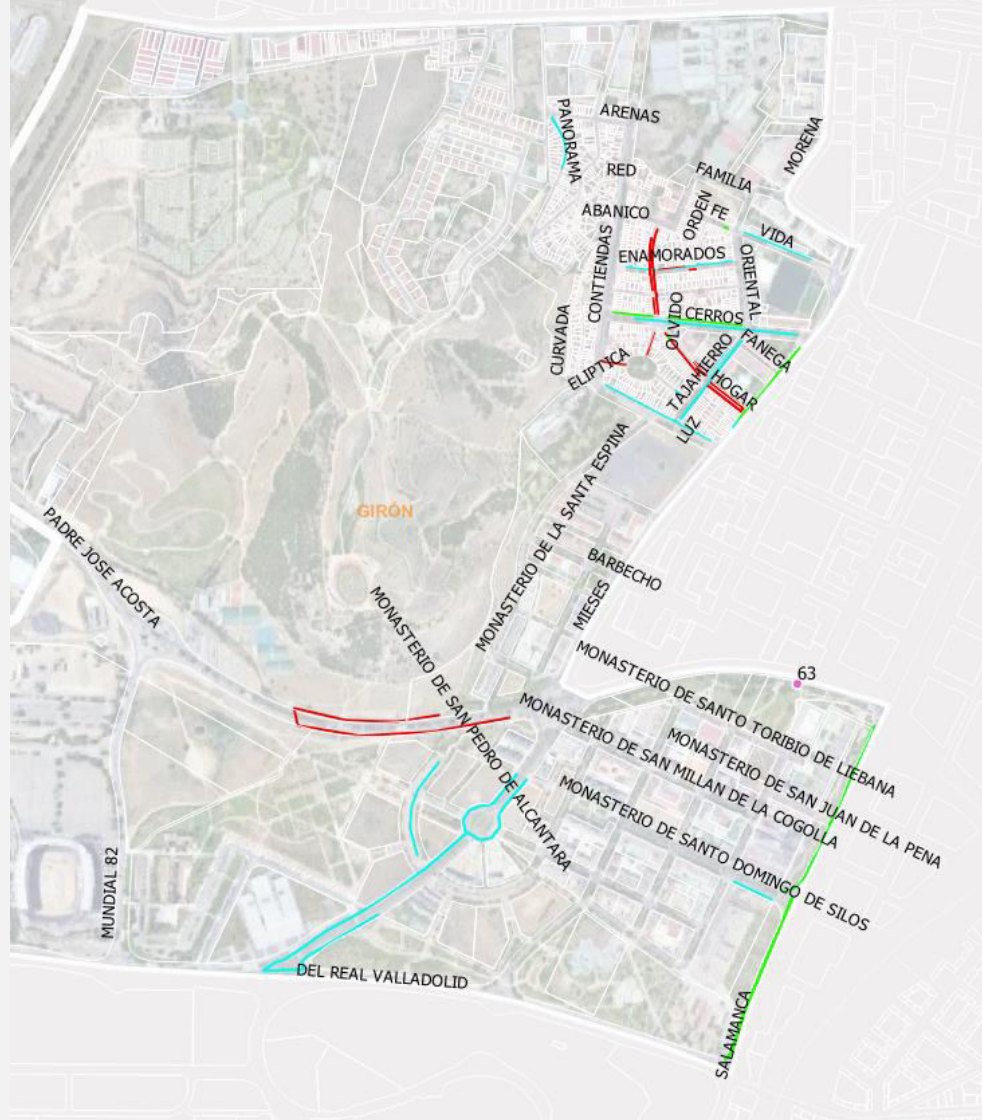 ARENAS
PANORAMA
MORENA
RED
FAMILIA
ABANICO
ORDEN
FE
VIDA
CONTIENDAS
ENAMORADOS
ORIENTAL
CURVADA
OLVIDO
CERROS
ELIPTICA
TAJAHIERRO
FANEGA
HOGAR
LUZ
GIRÓN
PADRE JOSE ACOSTA
MONASTERIO DE LA SANTA ESPINA
BARBECHO
MIESES
MONASTERIO DE SAN PEDRO DE ALCANTARA
MONASTERIO DE SANTO TORIBIO DE LIEBANA
63
MONASTERIO DE SAN MILLAN DE LA COGOLLA
MONASTERIO DE SAN JUAN DE LA PENA
MONASTERIO DE SANTO DOMINGO DE SILOS
MUNDIAL 82
DEL REAL VALLADOLID
SALAMANCA